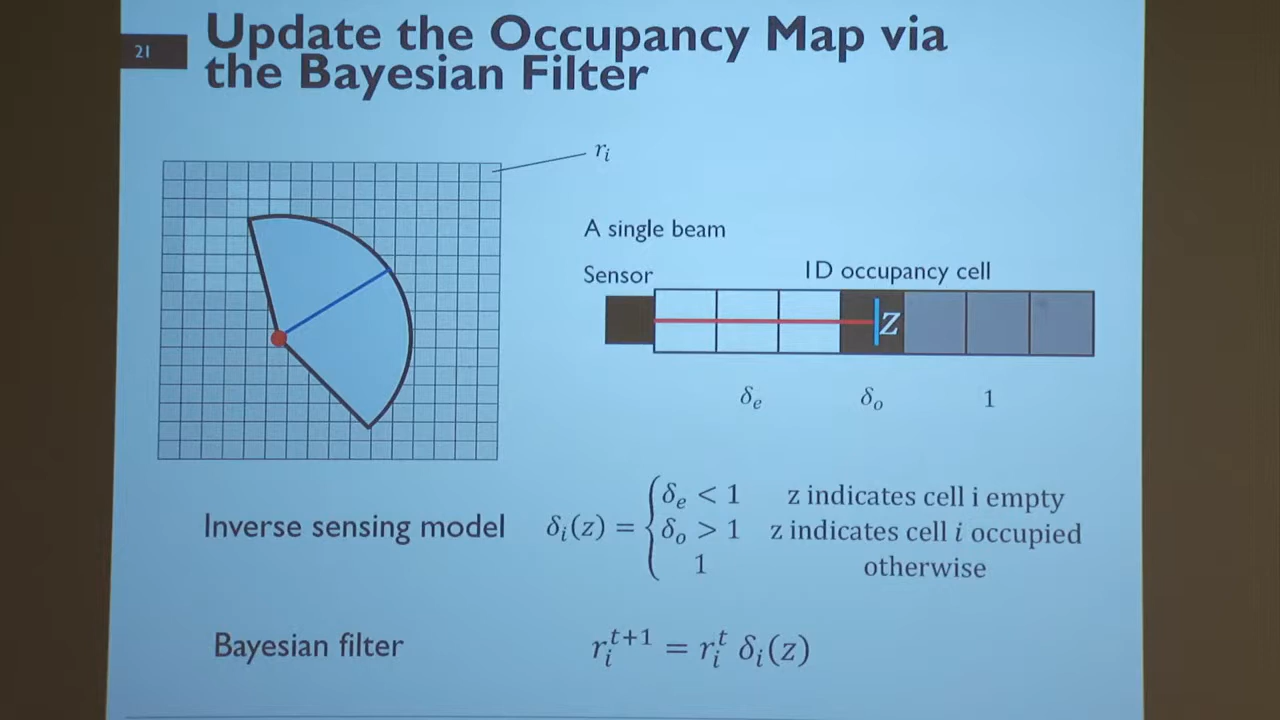 21
Update the Occupancy Map via
the Bayesian Filter
rᵢ
A single beam
Sensor
1D occupancy cell
z
δₑ δₒ 1
Inverse sensing model
δᵢ(z) = { δₑ < 1 z indicates cell i empty
δₒ > 1 z indicates cell i occupied
1 otherwise
Bayesian filter
rᵢᵗ⁺¹ = rᵢᵗ δᵢ(z)